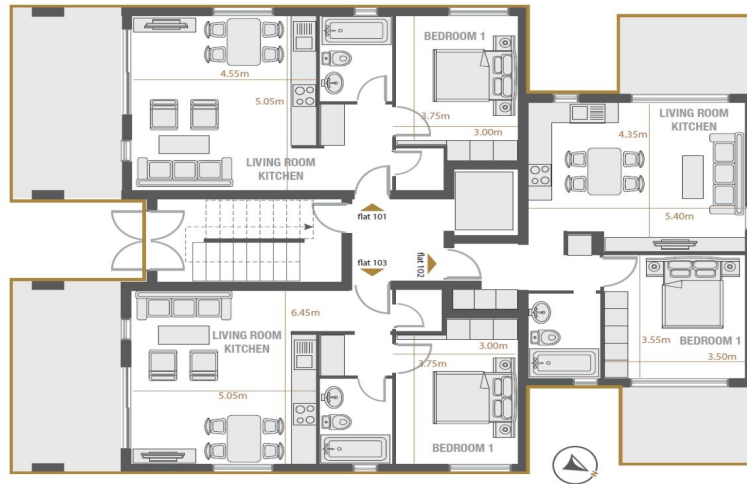 BEDROOM 1
4.55m
5.05m
3.75m
3.00m
LIVING ROOM
KITCHEN
flat 101
LIVING ROOM
KITCHEN
4.35m
5.40m
flat 103
flat 102
6.45m
LIVING ROOM
KITCHEN
5.05m
3.00m
3.75m
BEDROOM 1
3.55m
BEDROOM 1
3.50m
N